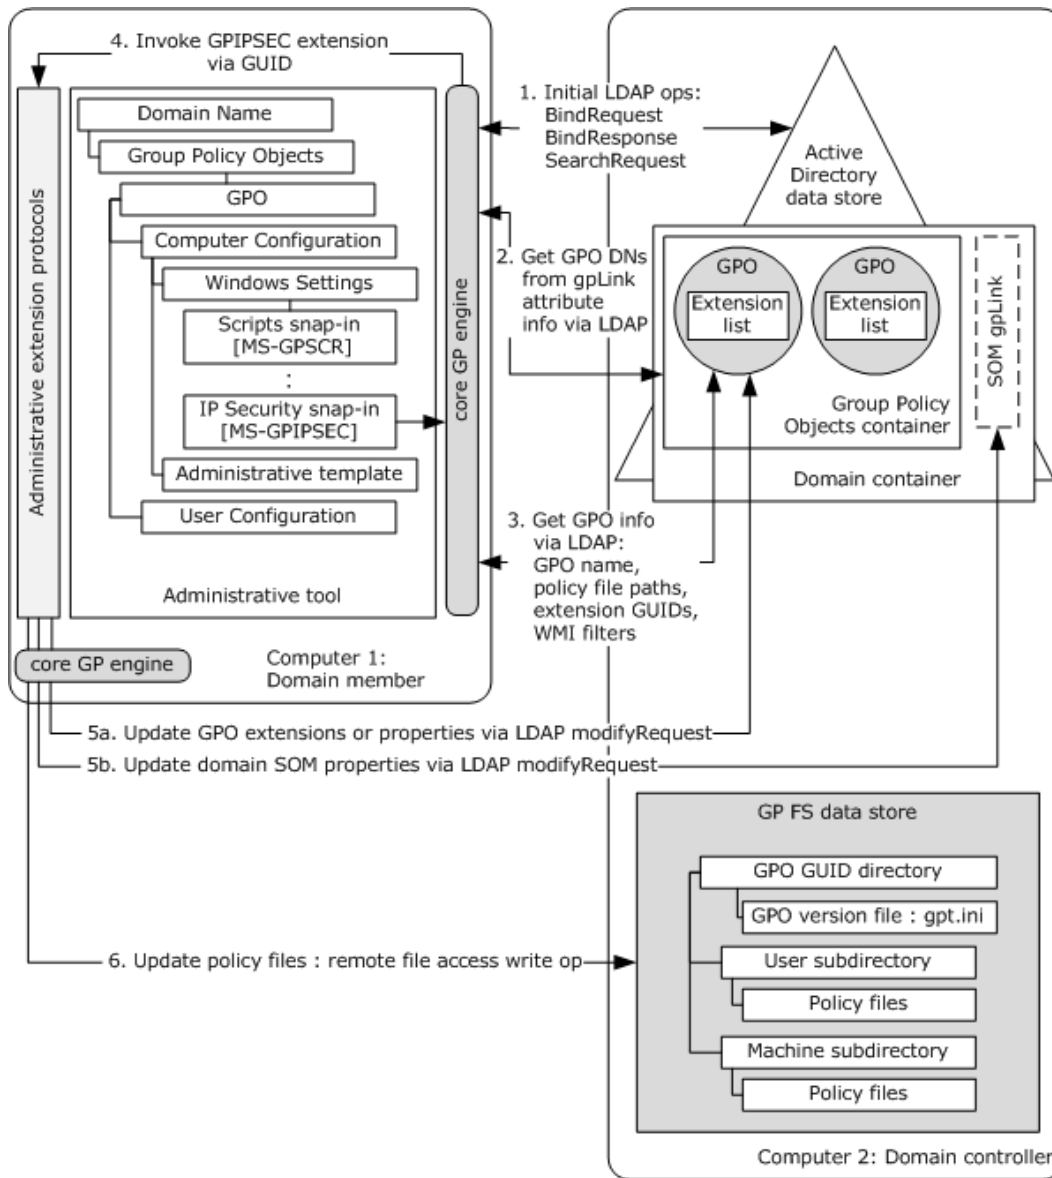 4. Invoke GPIPSEC extension
via GUID
Administrative extension protocols
Domain Name
Group Policy Objects
GPO
Computer Configuration
Windows Settings
Scripts snap-in
[MS-GPSCR]
:
IP Security snap-in
[MS-GPIPSEC]
Administrative template
User Configuration
Administrative tool
core GP engine
core GP engine
Computer 1:
Domain member
1. Initial LDAP ops:
BindRequest
BindResponse
SearchRequest
2. Get GPO DNs
from gpLink
attribute
info via LDAP
3. Get GPO info
via LDAP:
GPO name,
policy file paths,
extension GUIDs,
WMI filters
Active
Directory
data store
GPO
Extension
list
GPO
Extension
list
SOM gpLink
Group Policy
Objects container
Domain container
5a. Update GPO extensions or properties via LDAP modifyRequest
5b. Update domain SOM properties via LDAP modifyRequest
6. Update policy files : remote file access write op
GP FS data store
GPO GUID directory
GPO version file : gpt.ini
User subdirectory
Policy files
Machine subdirectory
Policy files
Computer 2: Domain controller